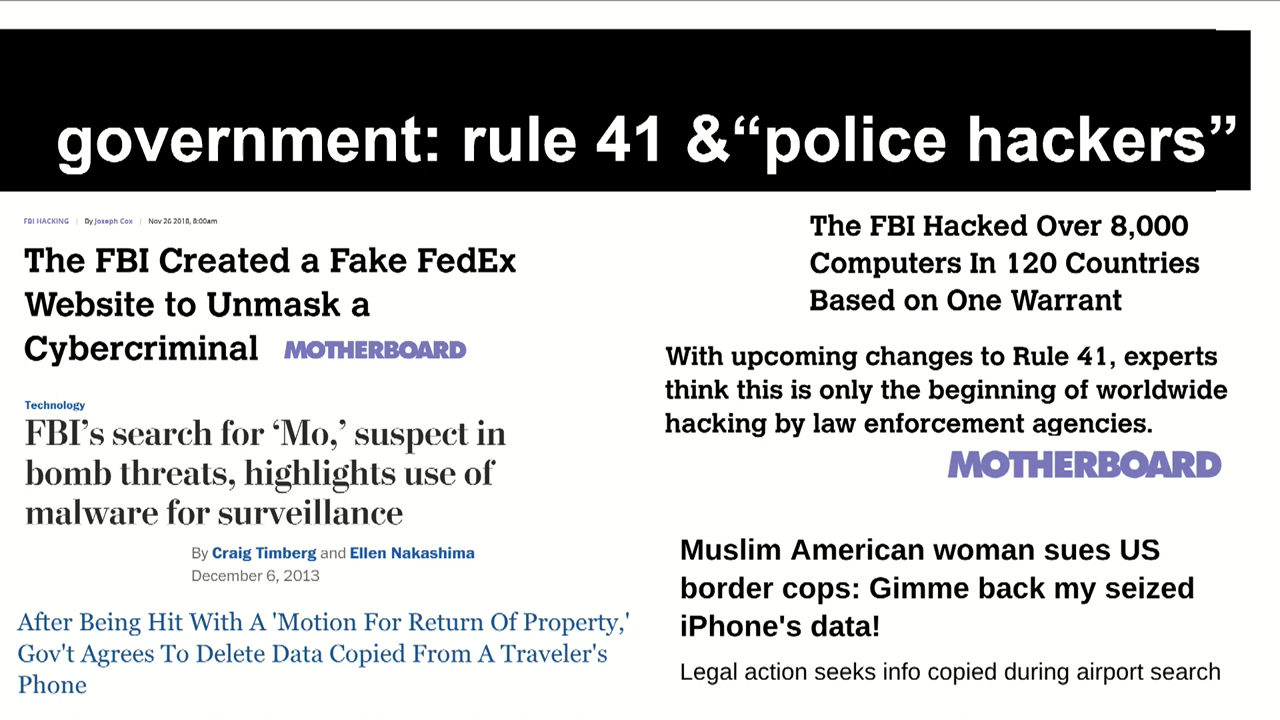 government: rule 41 &“police hackers”
FBI HACKING | By Joseph Cox | Nov 26 2018, 8:00am
The FBI Created a Fake FedEx
Website to Unmask a
Cybercriminal MOTHERBOARD
Technology
FBI’s search for ‘Mo,’ suspect in
bomb threats, highlights use of
malware for surveillance
By Craig Timberg and Ellen Nakashima
December 6, 2013
After Being Hit With A 'Motion For Return Of Property,'
Gov't Agrees To Delete Data Copied From A Traveler's
Phone
The FBI Hacked Over 8,000
Computers In 120 Countries
Based on One Warrant
With upcoming changes to Rule 41, experts
think this is only the beginning of worldwide
hacking by law enforcement agencies.
MOTHERBOARD
Muslim American woman sues US
border cops: Gimme back my seized
iPhone's data!
Legal action seeks info copied during airport search